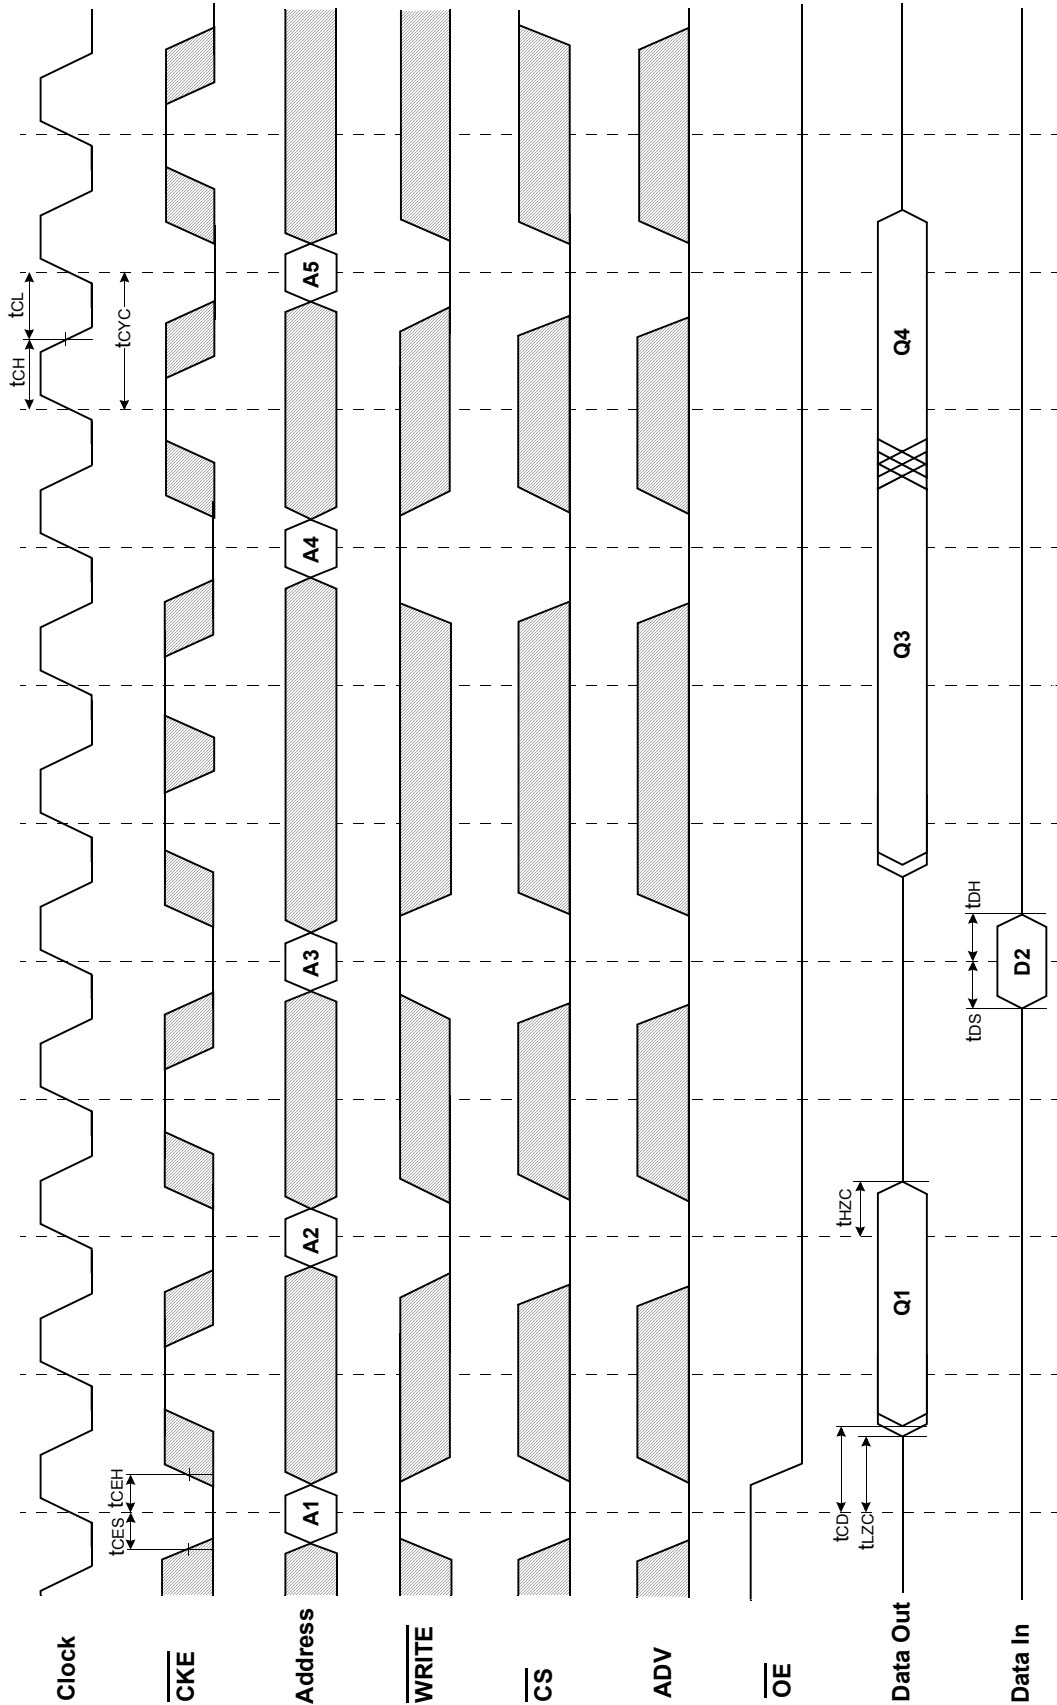 Clock
tCH
tCL
tCES
tCEH
tCYC
CKE
Address
A1
A2
A3
A4
A5
WRITE
CS
ADV
OE
Data Out
tCD
tLZC
Q1
tHZC
Q3
Q4
Data In
tDS
tDH
D2